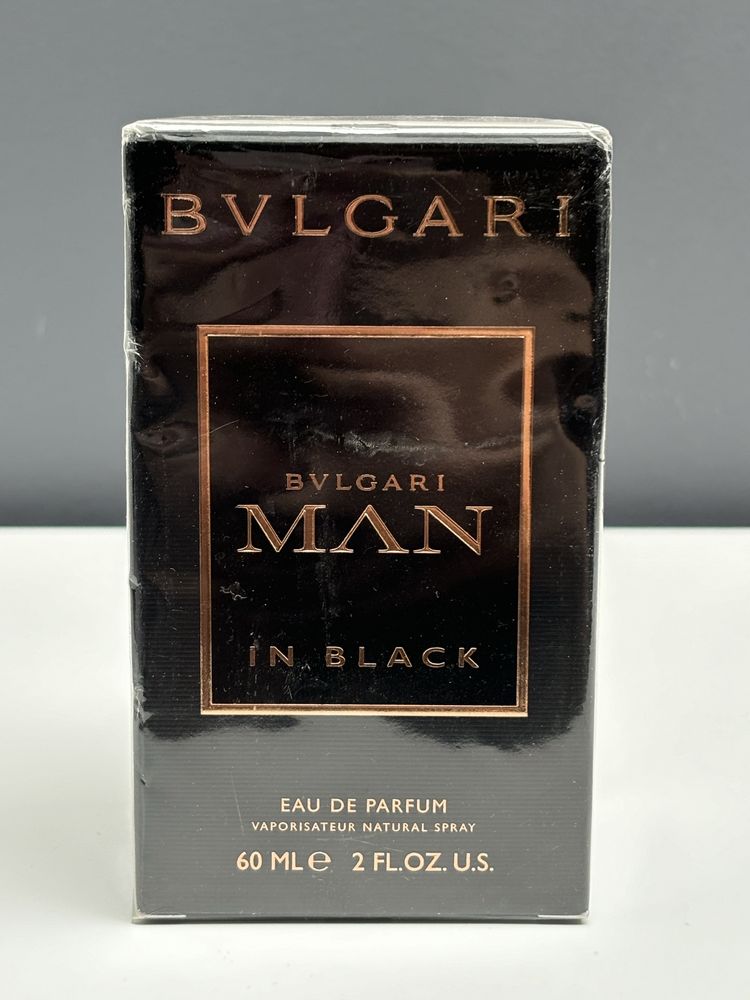 BVLGARI
BVLGARI
MAN
IN BLACK
EAU DE PARFUM
VAPORISATEUR NATURAL SPRAY
60 ML ℮ 2 FL.OZ. U.S.